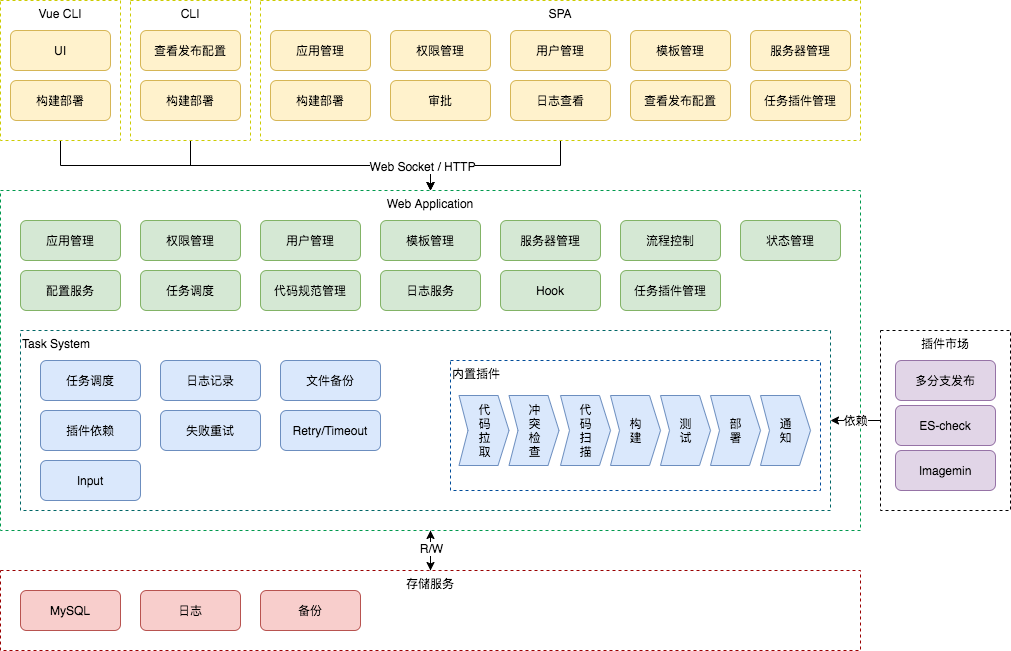 Vue CLI
UI
构建部署
CLI
查看发布配置
构建部署
SPA
应用管理
权限管理
用户管理
模板管理
服务器管理
构建部署
审批
日志查看
查看发布配置
任务插件管理
Web Socket / HTTP
Web Application
应用管理
权限管理
用户管理
模板管理
服务器管理
流程控制
状态管理
配置服务
任务调度
代码规范管理
日志服务
Hook
任务插件管理
Task System
任务调度
日志记录
文件备份
插件依赖
失败重试
Retry/Timeout
Input
内置插件
代码拉取
冲突检查
代码扫描
构建
测试
部署
通知
依赖
插件市场
多分支发布
ES-check
Imagemin
R/W
存储服务
MySQL
日志
备份